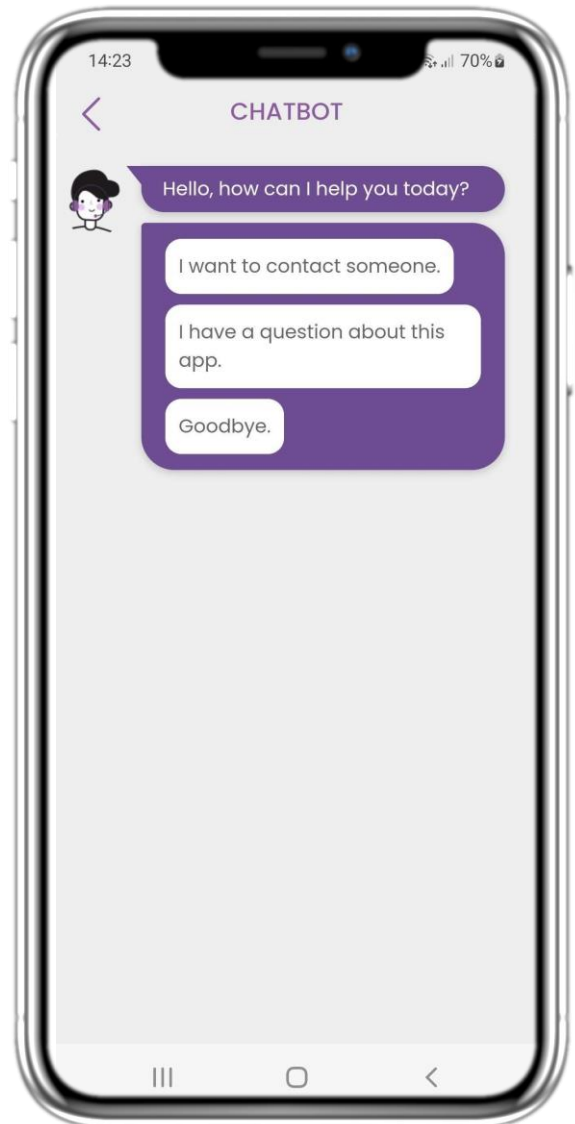 14:23
70%
CHATBOT
Hello, how can I help you today?
I want to contact someone.
I have a question about this
app.
Goodbye.